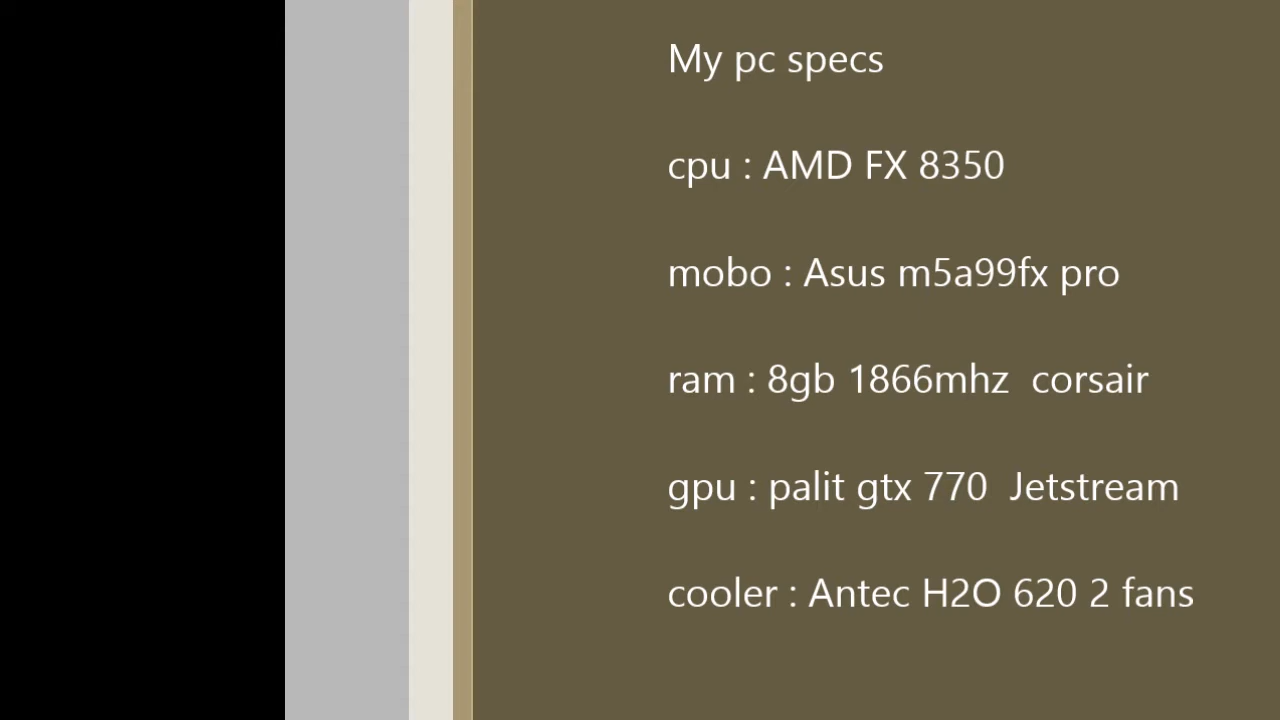 My pc specs
cpu : AMD FX 8350
mobo : Asus m5a99fx pro
ram : 8gb 1866mhz  corsair
gpu : palit gtx 770  Jetstream
cooler : Antec H2O 620 2 fans